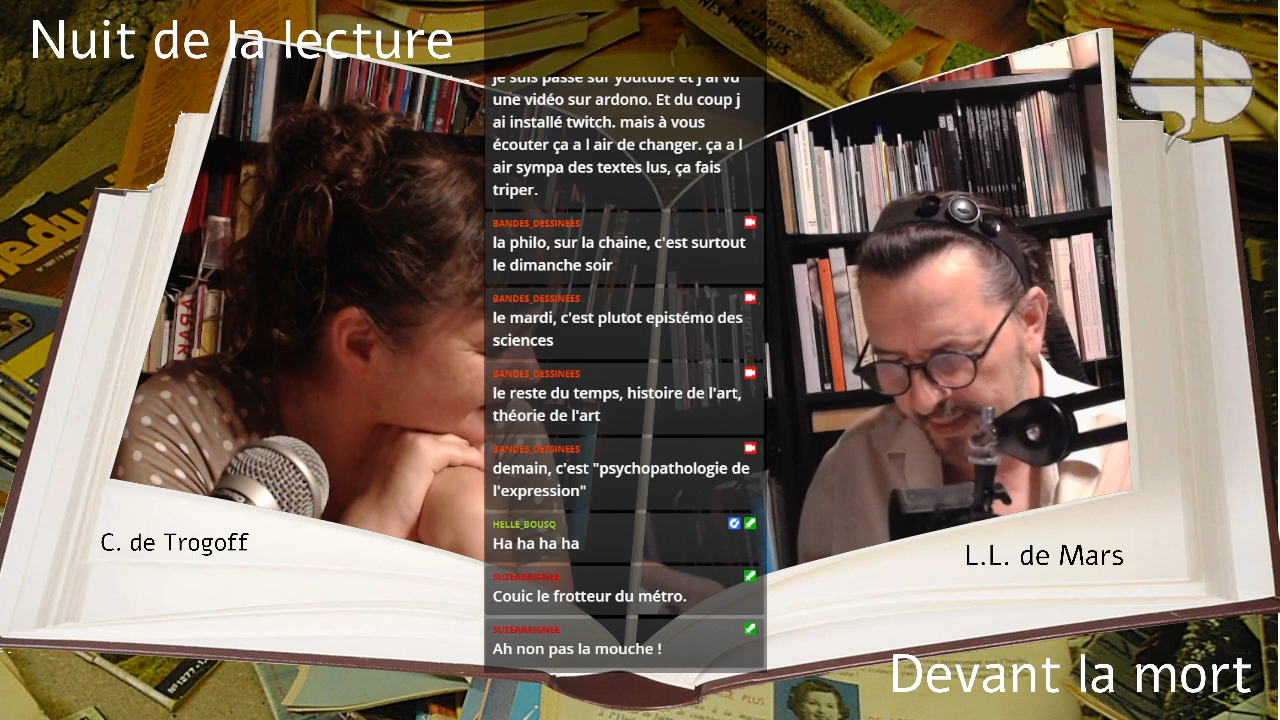 Nuit de la lecture
je suis passé sur youtube et j ai vu
une vidéo sur ardono. Et du coup j
ai installé twitch. mais à vous
écouter ça a l air de changer. ça a l
air sympa des textes lus, ça fais
triper.
BANDES_DESSINEES
la philo, sur la chaine, c'est surtout
le dimanche soir
BANDES_DESSINEES
le mardi, c'est plutot epistémo des
sciences
BANDES_DESSINEES
le reste du temps, histoire de l'art,
théorie de l'art
BANDES_DESSINEES
demain, c'est "psychopathologie de
l'expression"
HELLE_BOUSQ
Ha ha ha ha
SUZEARAIGNEE
Couic le frotteur du métro.
SUZEARAIGNEE
Ah non pas la mouche !
C. de Trogoff
L.L. de Mars
Devant la mort